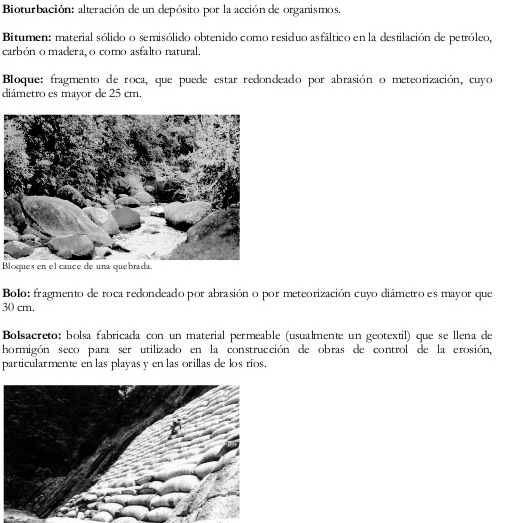 Bioturbación: alteración de un depósito por la acción de organismos.
Bitumen: material sólido o semisólido obtenido como residuo asfáltico en la destilación de petróleo,
carbón o madera, o como asfalto natural.
Bloque: fragmento de roca, que puede estar redondeado por abrasión o meteorización, cuyo
diámetro es mayor de 25 cm.
Bloques en el cauce de una quebrada.
Bolo: fragmento de roca redondeado por abrasión o por meteorización cuyo diámetro es mayor que
30 cm.
Bolsacreto: bolsa fabricada con un material permeable (usualmente un geotextil) que se llena de
hormigón seco para ser utilizado en la construcción de obras de control de la erosión,
particularmente en las playas y en las orillas de los ríos.